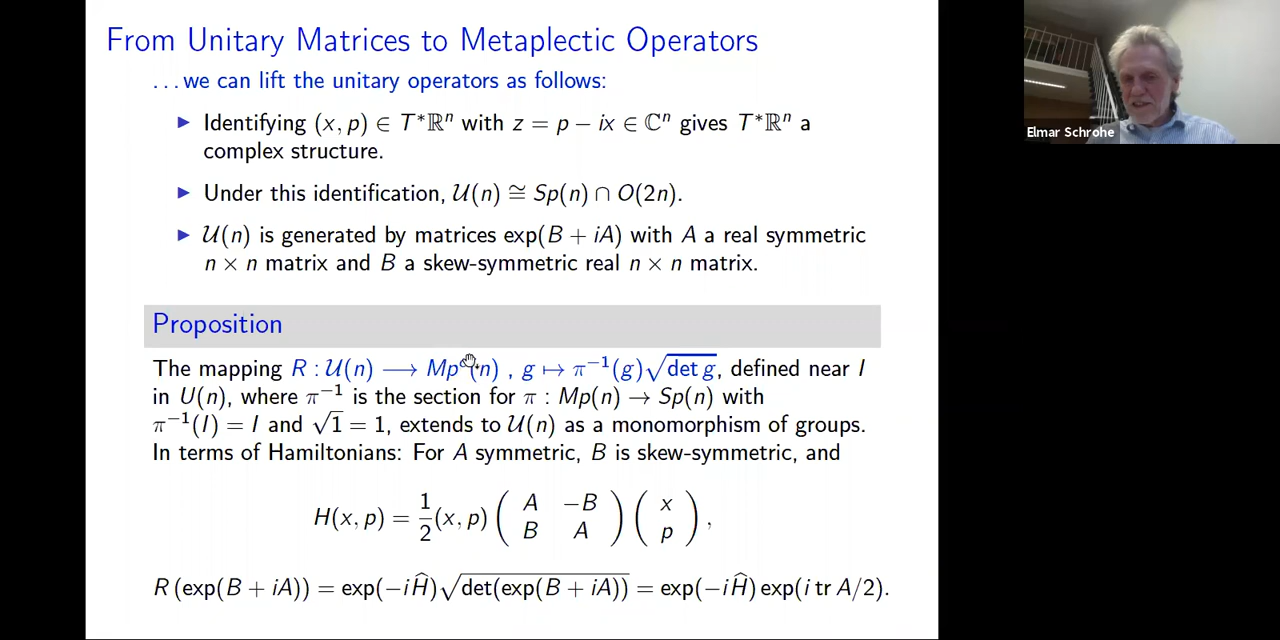 From Unitary Matrices to Metaplectic Operators
. . . we can lift the unitary operators as follows:
▶ Identifying (x, p) ∈ T*ℝⁿ with z = p − ix ∈ ℂⁿ gives T*ℝⁿ a
complex structure.
▶ Under this identification, 𝒰(n) ≅ Sp(n) ∩ O(2n).
▶ 𝒰(n) is generated by matrices exp(B + iA) with A a real symmetric
n × n matrix and B a skew-symmetric real n × n matrix.
Proposition
The mapping R : 𝒰(n) ⟶ Mpᶜ(n) , g ↦ π⁻¹(g)√det g, defined near I
in U(n), where π⁻¹ is the section for π : Mp(n) → Sp(n) with
π⁻¹(I) = I and √1 = 1, extends to 𝒰(n) as a monomorphism of groups.
In terms of Hamiltonians: For A symmetric, B is skew-symmetric, and
H(x, p) = 1/2 (x, p) ( A −B ; B A ) ( x ; p ) ,
R (exp(B + iA)) = exp(−iĤ)√det(exp(B + iA)) = exp(−iĤ) exp(i tr A/2).
Elmar Schrohe